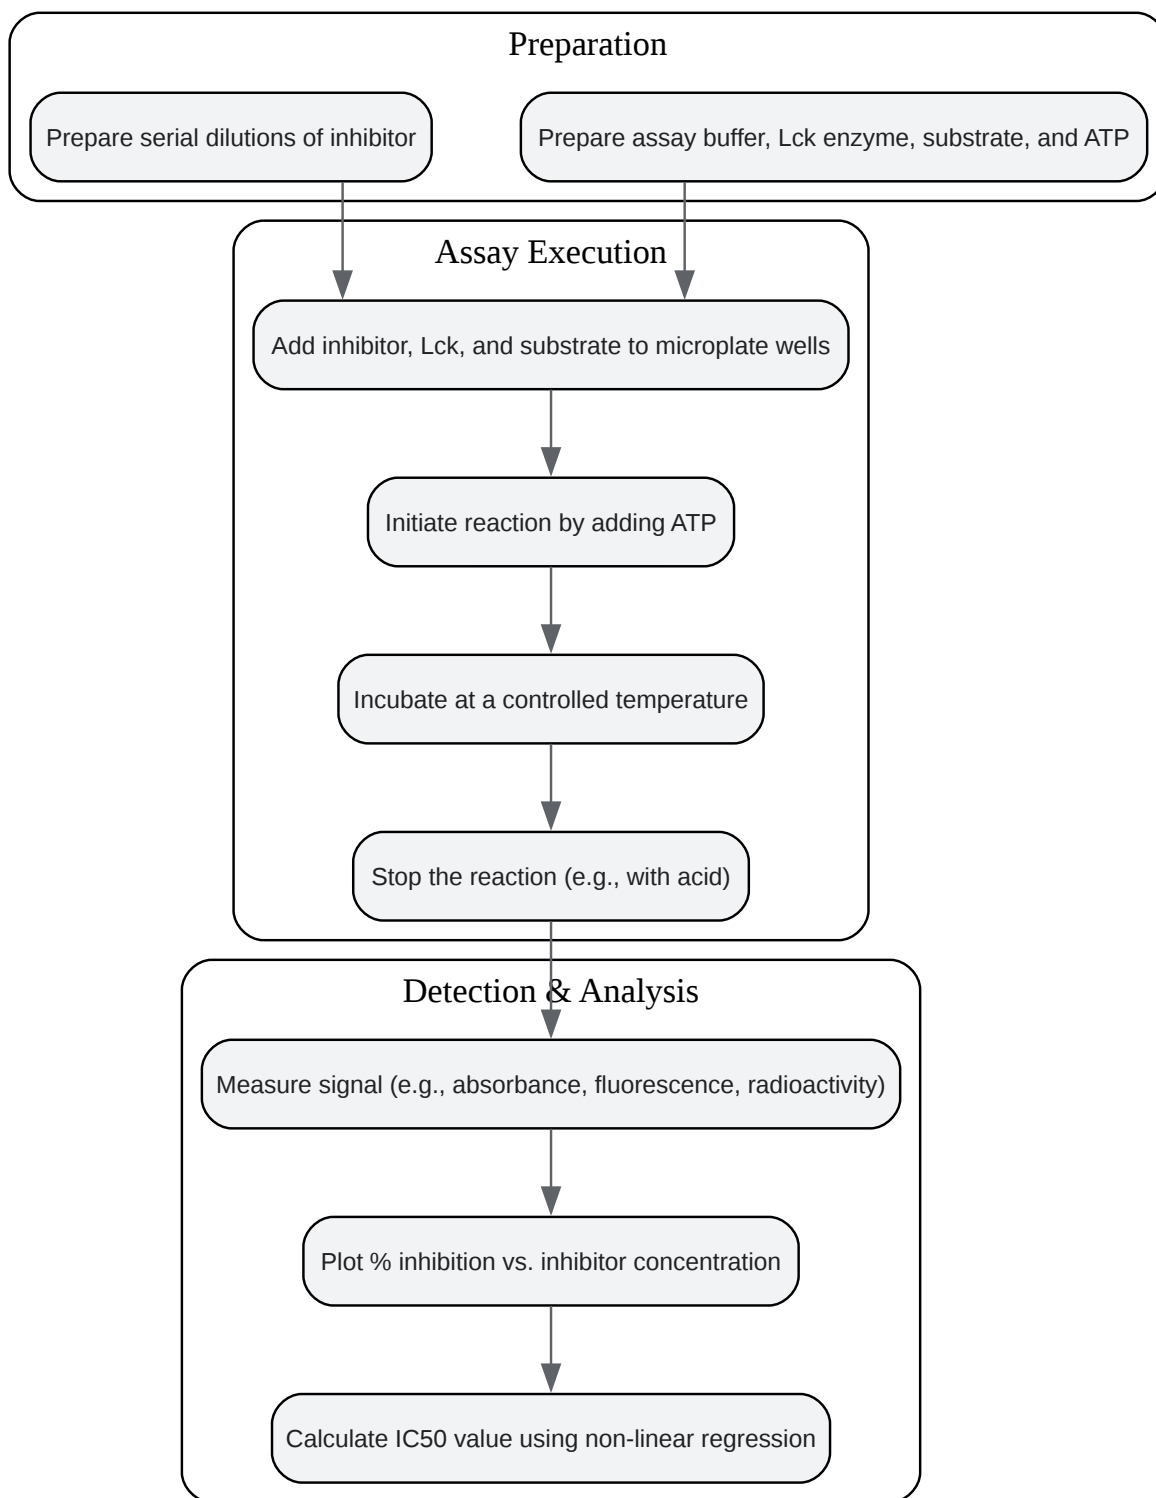 Preparation
Prepare serial dilutions of inhibitor
Prepare assay buffer, Lck enzyme, substrate, and ATP
Assay Execution
Add inhibitor, Lck, and substrate to microplate wells
Initiate reaction by adding ATP
Incubate at a controlled temperature
Stop the reaction (e.g., with acid)
Detection & Analysis
Measure signal (e.g., absorbance, fluorescence, radioactivity)
Plot % inhibition vs. inhibitor concentration
Calculate IC50 value using non-linear regression